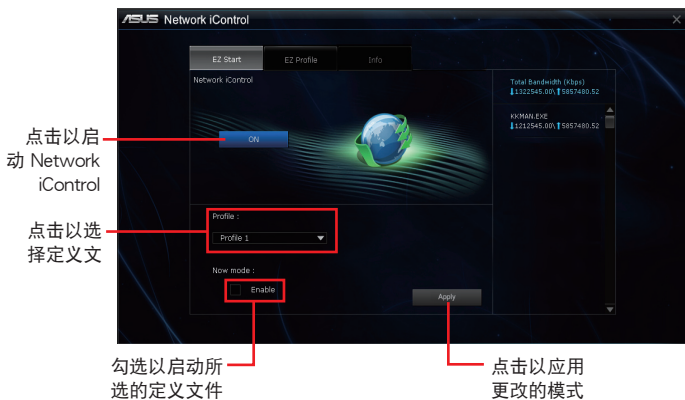 ASUS Network iControl
EZ Start
EZ Profile
Info
Network iControl
ON
Total Bandwidth (Kbps)
1322545.00\ 5857480.52
KKMAN.EXE
1212545.00\ 5857480.52
点击以启
动 Network
iControl
点击以选
择定义文
Profile :
Profile 1
Now mode :
Enable
Apply
勾选以启动所
选的定义文件
点击以应用
更改的模式